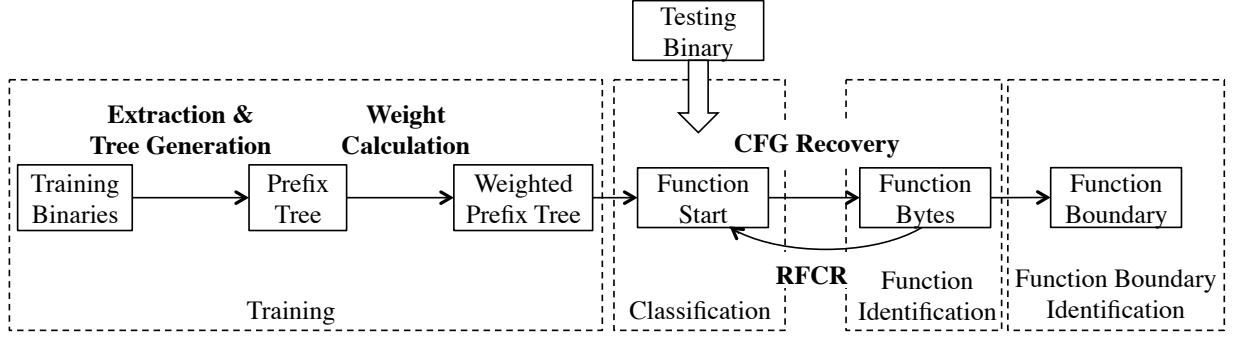 Testing
Binary
Extraction &
Tree Generation
Weight
Calculation
CFG Recovery
Training
Binaries
Prefix
Tree
Weighted
Prefix Tree
Function
Start
Function
Bytes
Function
Boundary
RFCR
Training
Classification
Function
Identification
Function Boundary
Identification